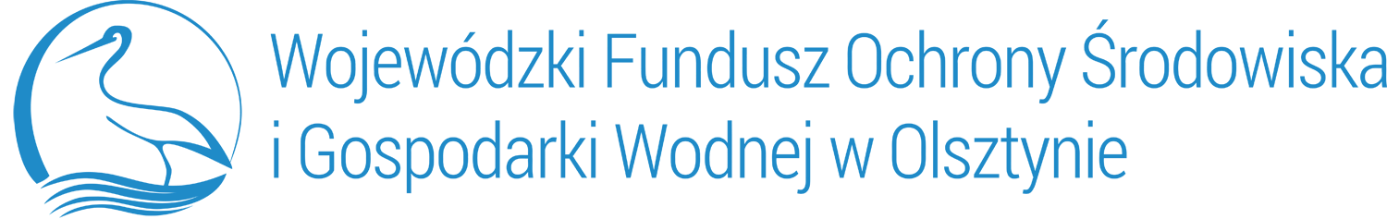 Wojewódzki Fundusz Ochrony Środowiska
i Gospodarki Wodnej w Olsztynie